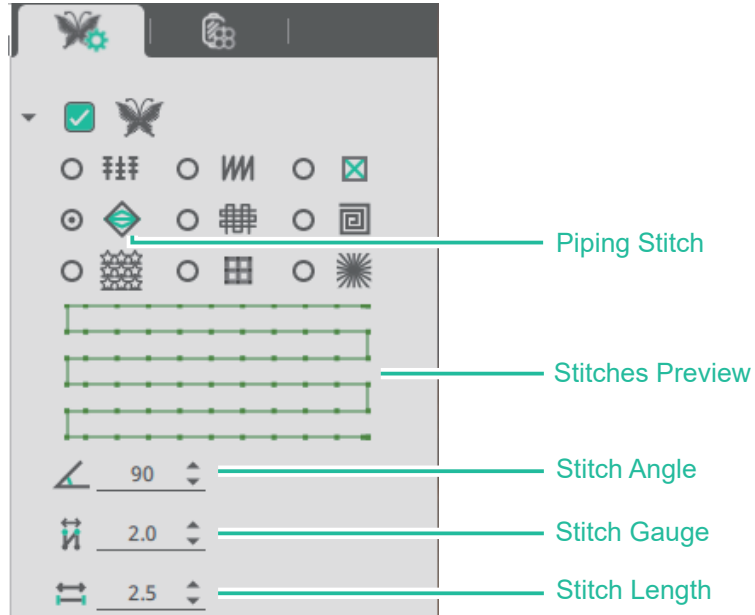 Piping Stitch
Stitches Preview
90
Stitch Angle
2.0
Stitch Gauge
2.5
Stitch Length